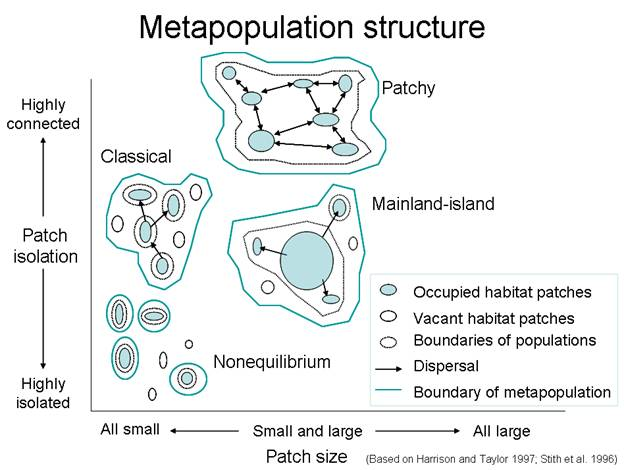 Metapopulation structure
Highly
connected
Patch
isolation
Highly
isolated
Patchy
Classical
Mainland-island
Nonequilibrium
Occupied habitat patches
Vacant habitat patches
Boundaries of populations
Dispersal
Boundary of metapopulation
All small
Small and large
All large
Patch size
(Based on Harrison and Taylor 1997; Stith et al. 1996)